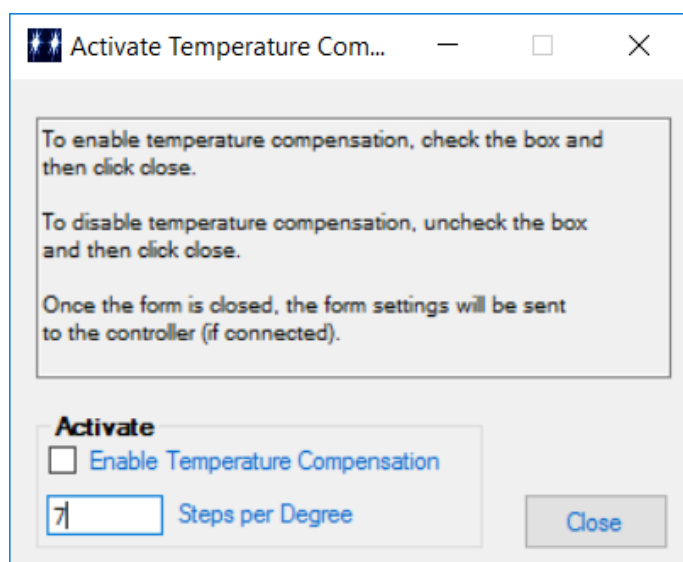 Activate Temperature Com...
To enable temperature compensation, check the box and
then click close.
To disable temperature compensation, uncheck the box
and then click close.
Once the form is closed, the form settings will be sent
to the controller (if connected).
Activate
Enable Temperature Compensation
7 Steps per Degree
Close